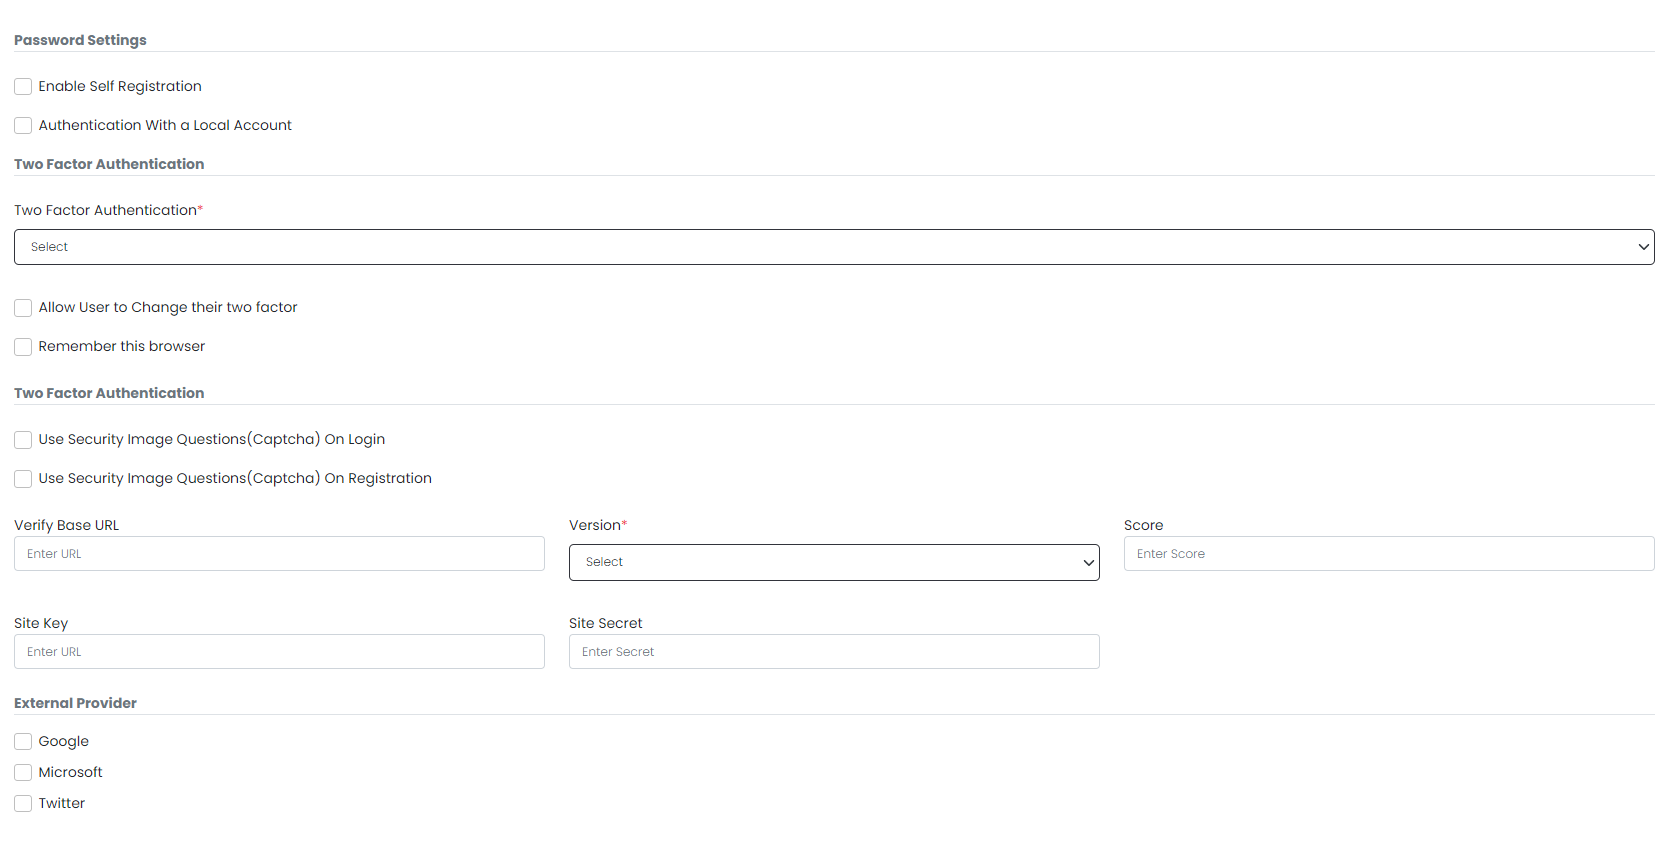 Password Settings
Enable Self Registration
Authentication With a Local Account
Two Factor Authentication
Two Factor Authentication*
Select
Allow User to Change their two factor
Remember this browser
Two Factor Authentication
Use Security Image Questions(Captcha) On Login
Use Security Image Questions(Captcha) On Registration
Verify Base URL
Enter URL
Version*
Select
Score
Enter Score
Site Key
Enter URL
Site Secret
Enter Secret
External Provider
Google
Microsoft
Twitter